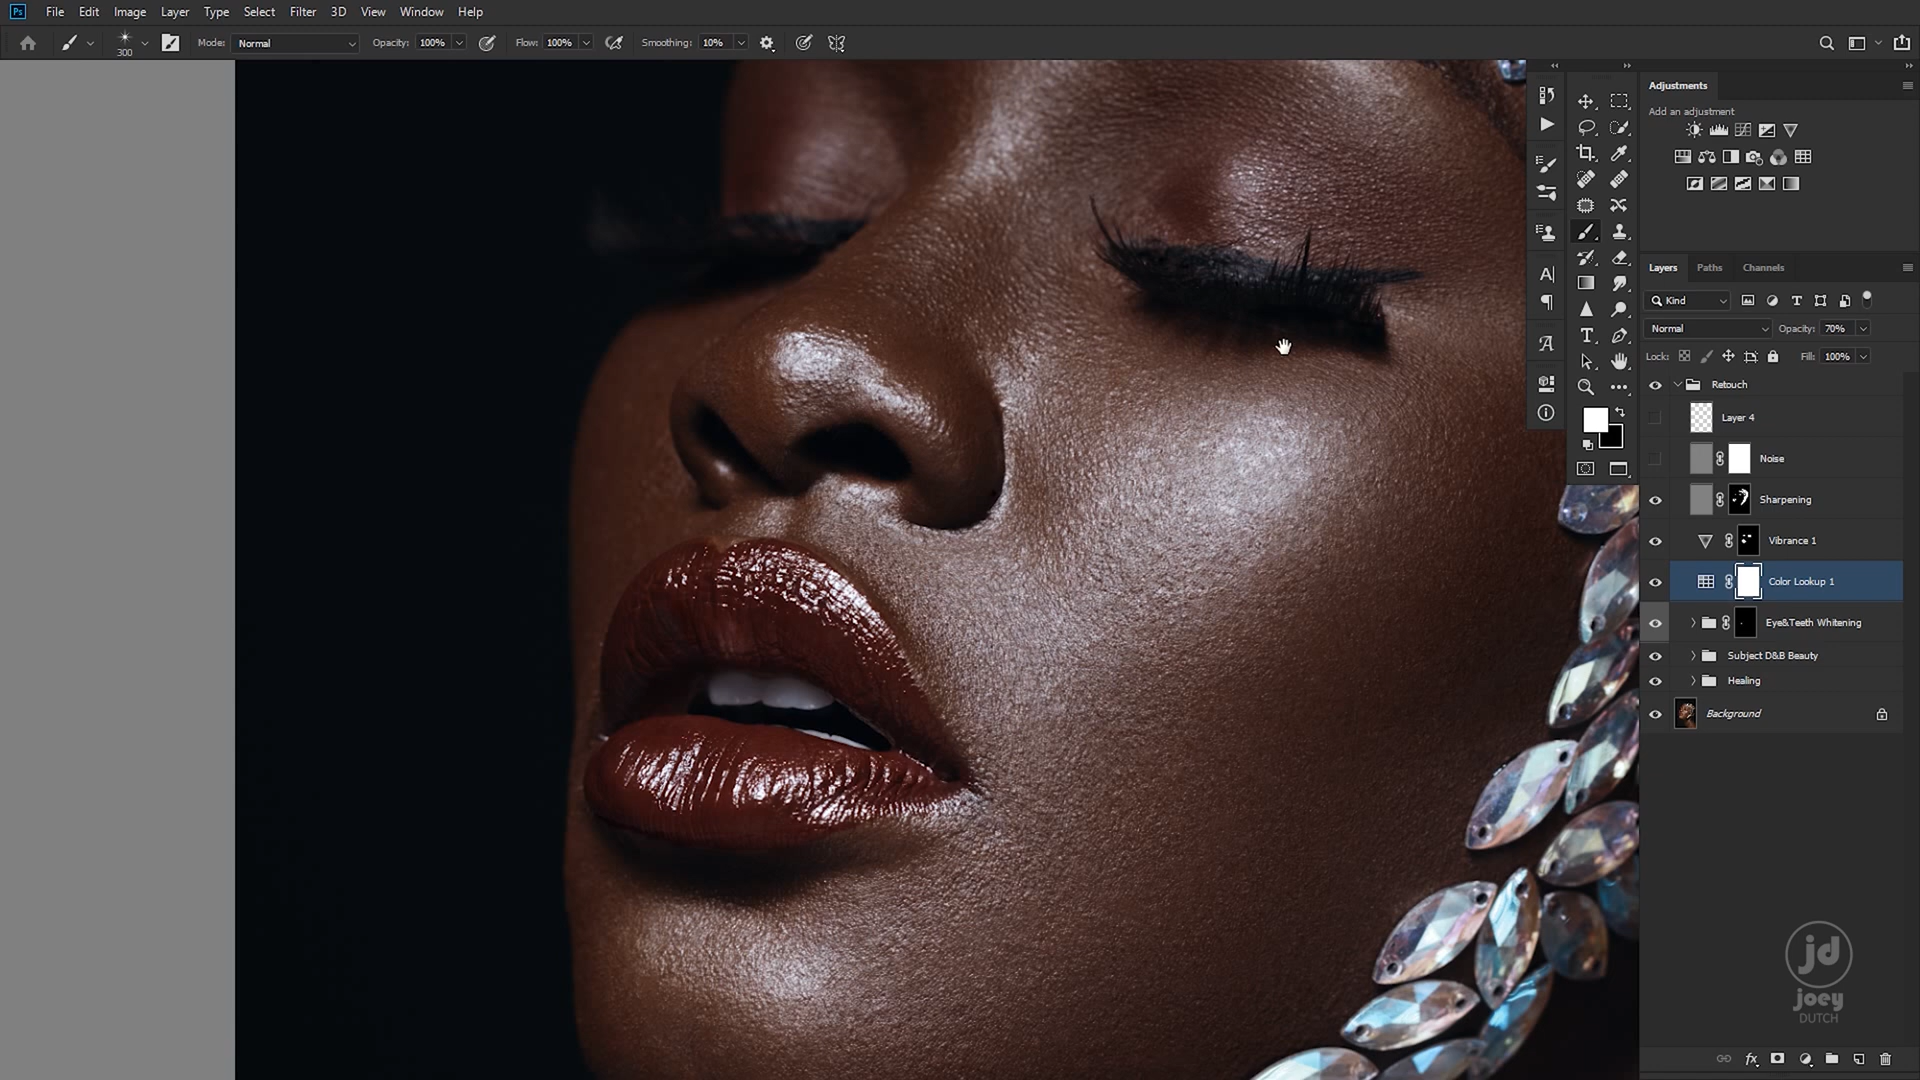 Ps File Edit Image Layer Type Select Filter 3D View Window Help
300 Mode: Normal Opacity: 100% Flow: 100% Smoothing: 10%
Adjustments
Add an adjustment
Layers Paths Channels
Kind
Normal Opacity: 70%
Lock: Fill: 100%
Retouch
Layer 4
Noise
Sharpening
Vibrance 1
Color Lookup 1
Eye&Teeth Whitening
Subject D&B Beauty
Healing
Background
jd
joey
DUTCH